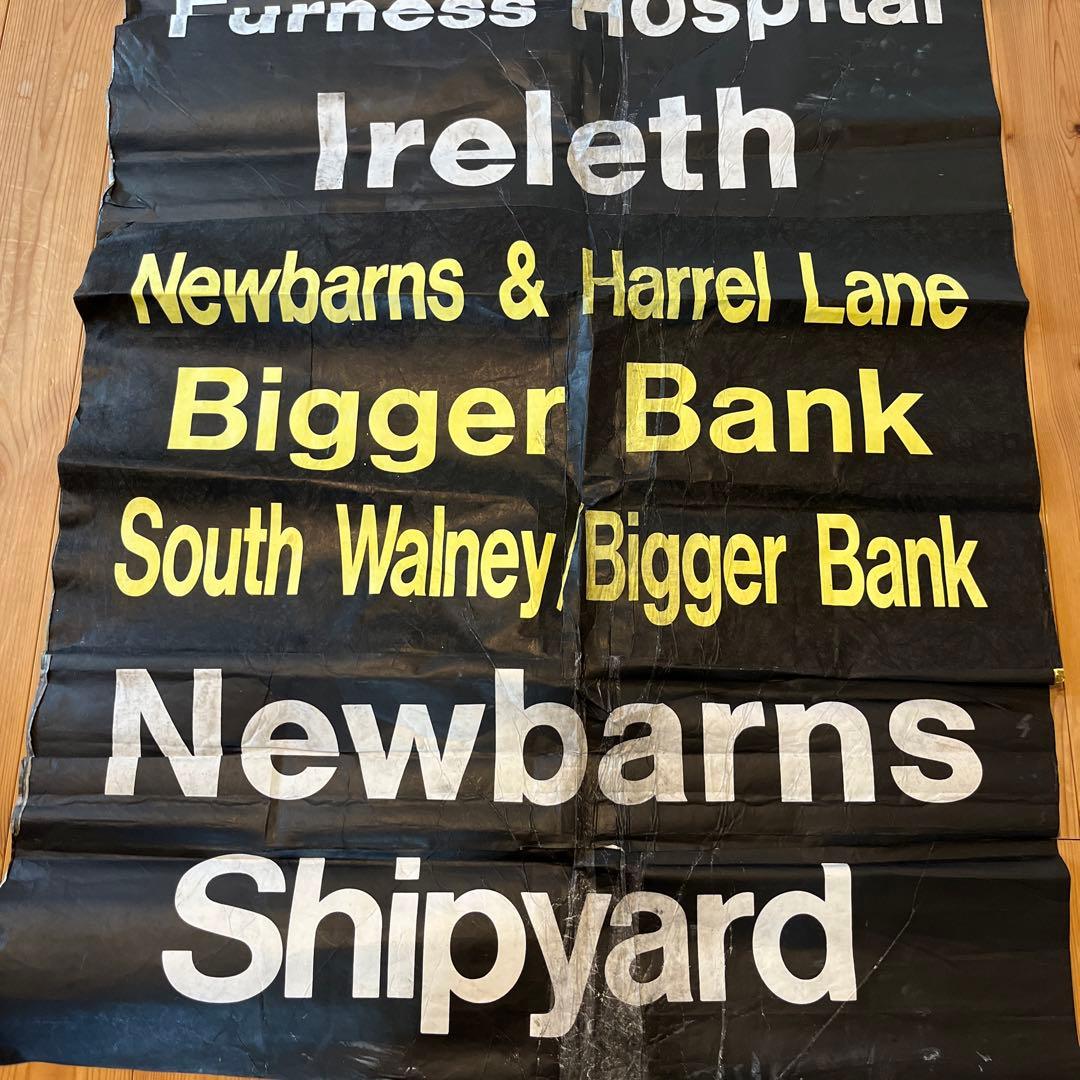 Furness Hospital
Ireleth
Newbarns & Harrel Lane
Bigger Bank
South Walney/Bigger Bank
Newbarns
Shipyard